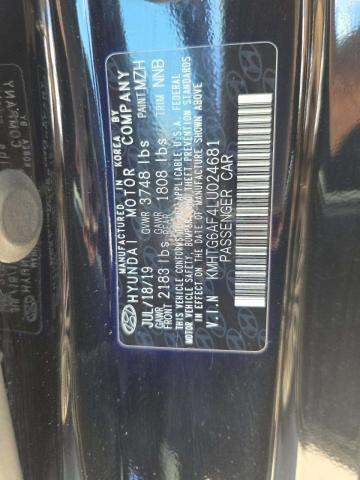 MANUFACTURED IN KOREA BY
HYUNDAI MOTOR COMPANY
JUL/18/19 GVWR 3748 lbs PAINT MZH
GAWR FRONT 2183 lbs GAWR 1808 lbs TRIM NNB
THIS VEHICLE CONFORMS TO ALL APPLICABLE U.S.A. FEDERAL
MOTOR VEHICLE SAFETY, BUMPER, AND THEFT PREVENTION STANDARDS
IN EFFECT ON THE DATE OF MANUFACTURE SHOWN ABOVE
V.I.N KMHTG6AF4LU024681
PASSENGER CAR